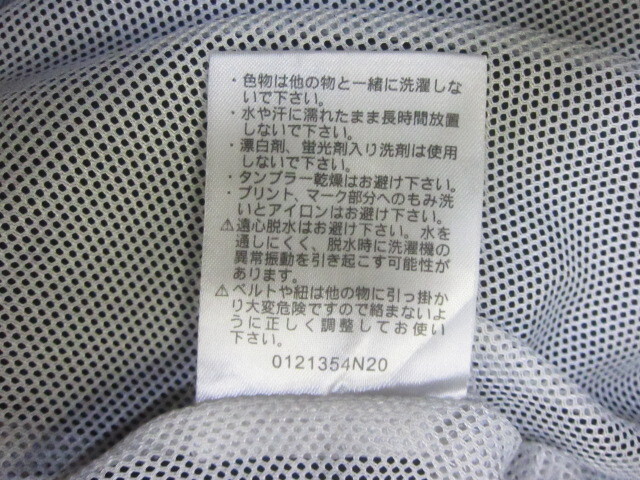 ・色物は他の物と一緒に洗濯しな
いで下さい。
・水や汗に濡れたまま長時間放置
しないで下さい。
・漂白剤、蛍光剤入り洗剤は使用
しないで下さい。
・タンブラー乾燥はお避け下さい。
・プリント、マーク部分へのもみ洗
いとアイロンはお避け下さい。
⚠遠心脱水はお避け下さい。水を
通しにくく、脱水時に洗濯機の
異常振動を引き起こす可能性が
あります。
⚠ベルトや紐は他の物に引っ掛か
り大変危険ですので絡まないよ
うに正しく調整してお使い
下さい。
0121354N20